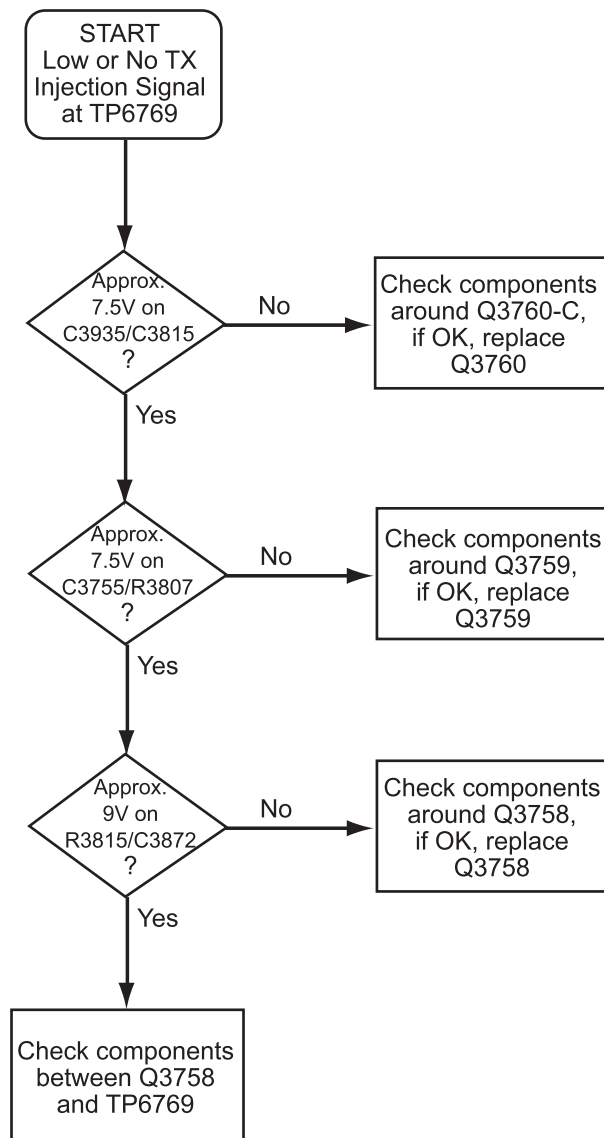 START
Low or No TX
Injection Signal
at TP6769
Approx.
7.5V on
C3935/C3815
?
No
Check components
around Q3760-C,
if OK, replace
Q3760
Yes
Approx.
7.5V on
C3755/R3807
?
No
Check components
around Q3759,
if OK, replace
Q3759
Yes
Approx.
9V on
R3815/C3872
?
No
Check components
around Q3758,
if OK, replace
Q3758
Yes
Check components
between Q3758
and TP6769